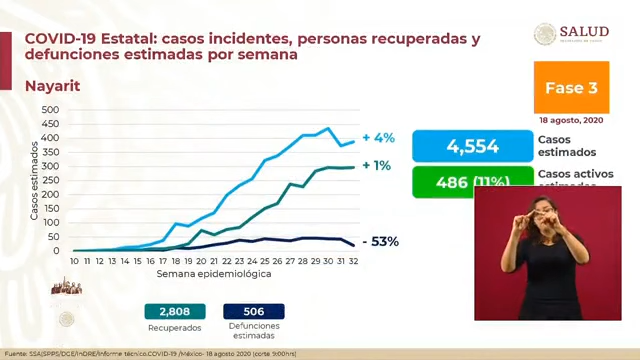 COVID-19 Estatal: casos incidentes, personas recuperadas y
defunciones estimadas por semana
SALUD
Nayarit
Fase 3
18 agosto, 2020
Casos estimados
500
450
400
350
300
250
200
150
100
50
0
10 11 12 13 14 15 16 17 18 19 20 21 22 23 24 25 26 27 28 29 30 31 32
Semana epidemiológica
+ 4%
+ 1%
- 53%
4,554
Casos
estimados
486 (11%)
Casos activos
estimados
2,808
Recuperados
506
Defunciones
estimadas
Fuente: SSA|SPPS/DGE/InDRE/Informe técnico.COVID-19 /México- 18 agosto 2020 (corte 9:00hrs)